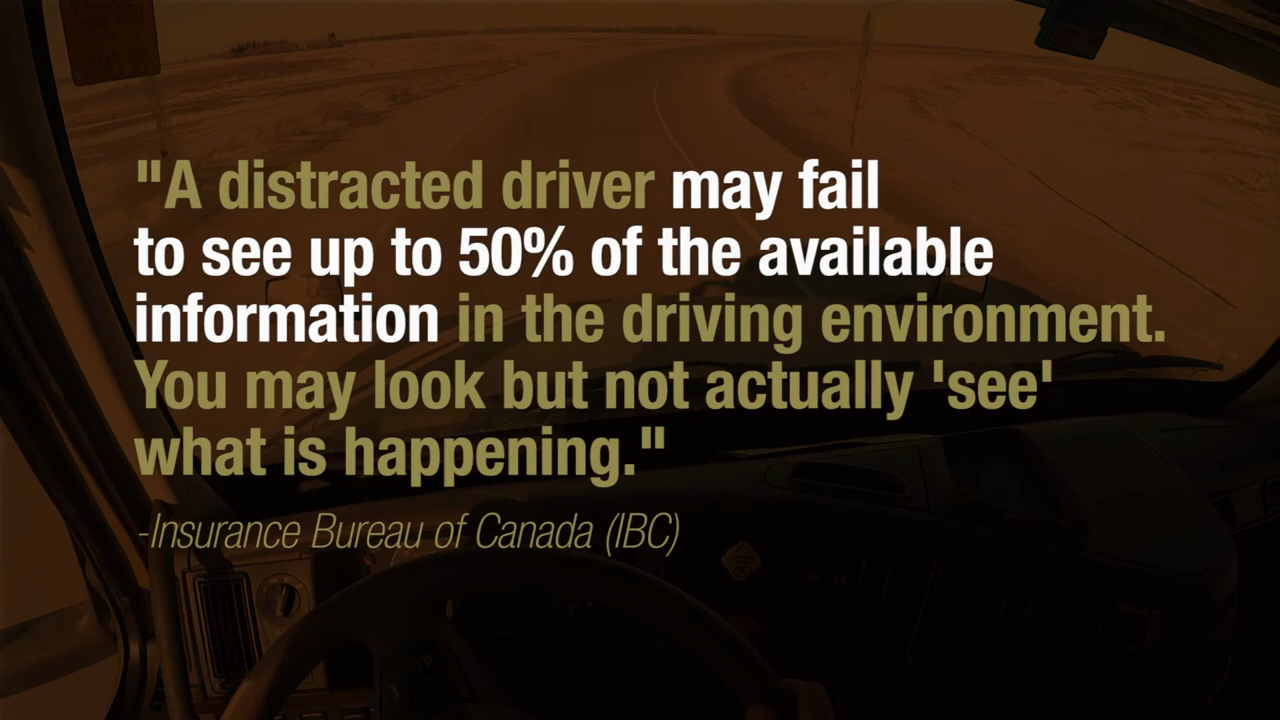 "A distracted driver may fail
to see up to 50% of the available
information in the driving environment.
You may look but not actually 'see'
what is happening."
-Insurance Bureau of Canada (IBC)